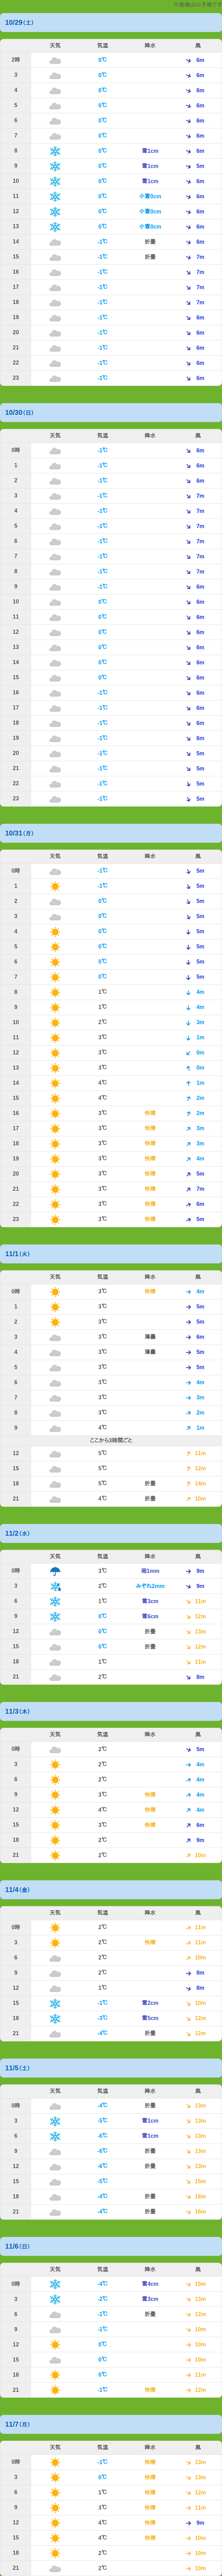 の予報です
10/29(土)
天気 気温 降水 風
2時 0℃ 6m
3 0℃ 6m
4 0℃ 6m
5 0℃ 6m
6 0℃ 6m
7 0℃ 6m
8 0℃ 雪1cm 6m
9 0℃ 雪1cm 5m
10 0℃ 雪1cm 6m
11 0℃ 小雪0cm 6m
12 0℃ 小雪0cm 6m
13 0℃ 小雪0cm 6m
14 -1℃ 折曇 6m
15 -1℃ 折曇 7m
16 -1℃ 7m
17 -1℃ 7m
18 -1℃ 7m
19 -1℃ 6m
20 -1℃ 6m
21 -1℃ 6m
22 -1℃ 6m
23 -1℃ 6m
10/30(日)
天気 気温 降水 風
0時 -1℃ 6m
1 -1℃ 6m
2 -1℃ 6m
3 -1℃ 7m
4 -1℃ 7m
5 -1℃ 7m
6 -1℃ 7m
7 -1℃ 7m
8 -1℃ 7m
9 -1℃ 6m
10 0℃ 6m
11 0℃ 6m
12 0℃ 6m
13 0℃ 6m
14 0℃ 6m
15 0℃ 6m
16 -1℃ 6m
17 -1℃ 6m
18 -1℃ 6m
19 -1℃ 6m
20 -1℃ 5m
21 -1℃ 5m
22 -1℃ 5m
23 -1℃ 5m
10/31(月)
天気 気温 降水 風
0時 -1℃ 5m
1 -1℃ 5m
2 0℃ 5m
3 0℃ 5m
4 0℃ 5m
5 0℃ 5m
6 0℃ 5m
7 0℃ 5m
8 1℃ 4m
9 1℃ 4m
10 2℃ 3m
11 3℃ 1m
12 3℃ 0m
13 3℃ 0m
14 4℃ 1m
15 4℃ 2m
16 3℃ 快晴 2m
17 3℃ 快晴 3m
18 3℃ 快晴 3m
19 3℃ 快晴 4m
20 3℃ 快晴 5m
21 3℃ 快晴 7m
22 3℃ 快晴 6m
23 3℃ 快晴 5m
11/1(火)
天気 気温 降水 風
0時 3℃ 快晴 4m
1 3℃ 5m
2 3℃ 5m
3 3℃ 薄曇 6m
4 3℃ 薄曇 5m
5 3℃ 5m
6 3℃ 4m
7 3℃ 3m
8 3℃ 2m
9 4℃ 1m
ここから3時間ごと
12 5℃ 11m
15 5℃ 12m
18 5℃ 折曇 14m
21 4℃ 折曇 10m
11/2(水)
天気 気温 降水 風
0時 3℃ 雨1mm 9m
3 2℃ みぞれ2mm 9m
6 1℃ 雪3cm 11m
9 0℃ 雪6cm 12m
12 0℃ 折曇 13m
15 0℃ 折曇 12m
18 1℃ 11m
21 2℃ 8m
11/3(木)
天気 気温 降水 風
0時 2℃ 5m
3 2℃ 4m
6 2℃ 4m
9 3℃ 快晴 4m
12 4℃ 快晴 4m
15 3℃ 快晴 6m
18 2℃ 9m
21 2℃ 10m
11/4(金)
天気 気温 降水 風
0時 2℃ 11m
3 2℃ 快晴 11m
6 2℃ 10m
9 2℃ 8m
12 1℃ 8m
15 -1℃ 雪2cm 10m
18 -3℃ 雪5cm 12m
21 -4℃ 折曇 12m
11/5(土)
天気 気温 降水 風
0時 -4℃ 折曇 13m
3 -5℃ 雪1cm 13m
6 -6℃ 雪1cm 13m
9 -6℃ 折曇 13m
12 -6℃ 折曇 13m
15 -5℃ 15m
18 -4℃ 折曇 16m
21 -4℃ 折曇 16m
11/6(日)
天気 気温 降水 風
0時 -4℃ 雪4cm 15m
3 -2℃ 雪3cm 13m
6 -1℃ 折曇 12m
9 -1℃ 10m
12 0℃ 10m
15 0℃ 10m
18 0℃ 11m
21 -1℃ 快晴 12m
11/7(月)
天気 気温 降水 風
0時 -1℃ 快晴 13m
3 0℃ 快晴 13m
6 1℃ 快晴 12m
9 3℃ 快晴 11m
12 4℃ 快晴 9m
15 4℃ 快晴 10m
18 2℃ 10m
21 2℃ 10m